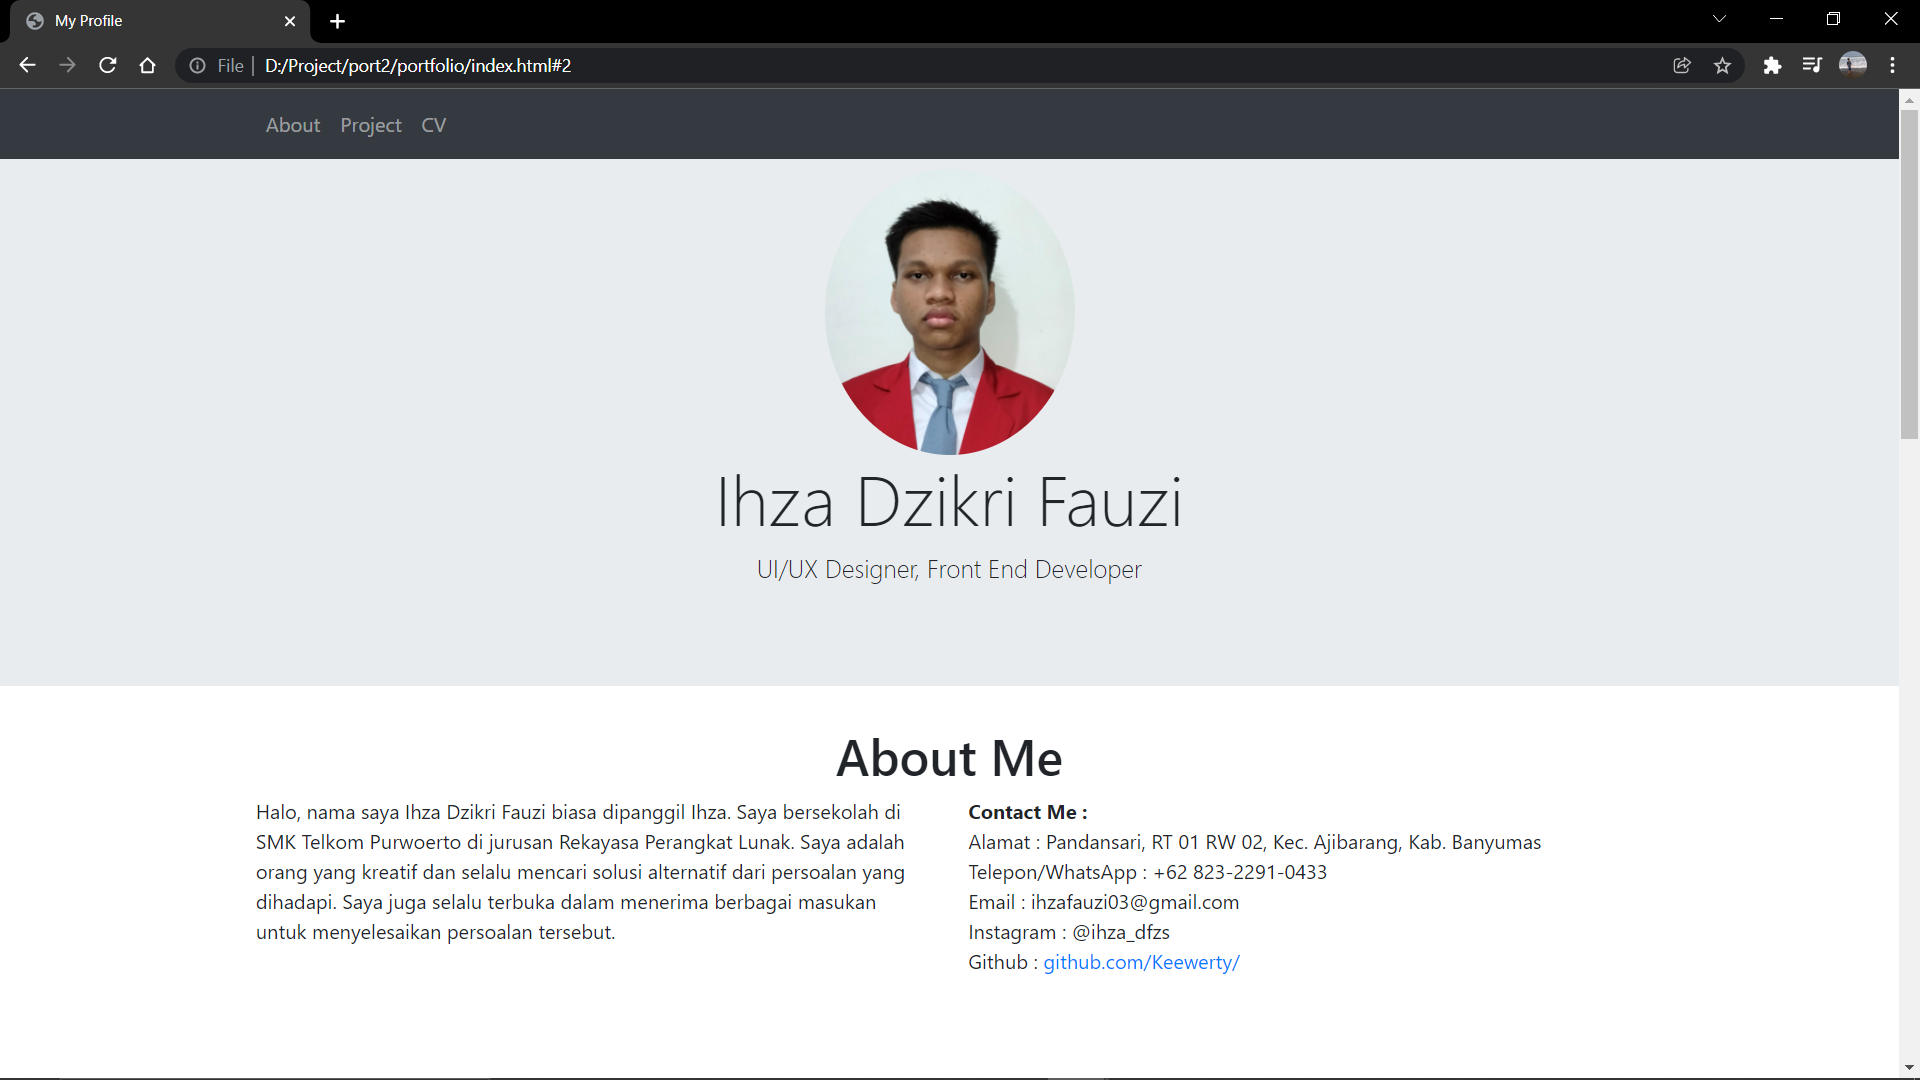 My Profile
File
D:/Project/port2/portfolio/index.html#2
About Project CV
Ihza Dzikri Fauzi
UI/UX Designer, Front End Developer
About Me
Halo, nama saya Ihza Dzikri Fauzi biasa dipanggil Ihza. Saya bersekolah di
SMK Telkom Purwoerto di jurusan Rekayasa Perangkat Lunak. Saya adalah
orang yang kreatif dan selalu mencari solusi alternatif dari persoalan yang
dihadapi. Saya juga selalu terbuka dalam menerima berbagai masukan
untuk menyelesaikan persoalan tersebut.
Contact Me :
Alamat : Pandansari, RT 01 RW 02, Kec. Ajibarang, Kab. Banyumas
Telepon/WhatsApp : +62 823-2291-0433
Email : ihzafauzi03@gmail.com
Instagram : @ihza_dfzs
Github : github.com/Keewerty/